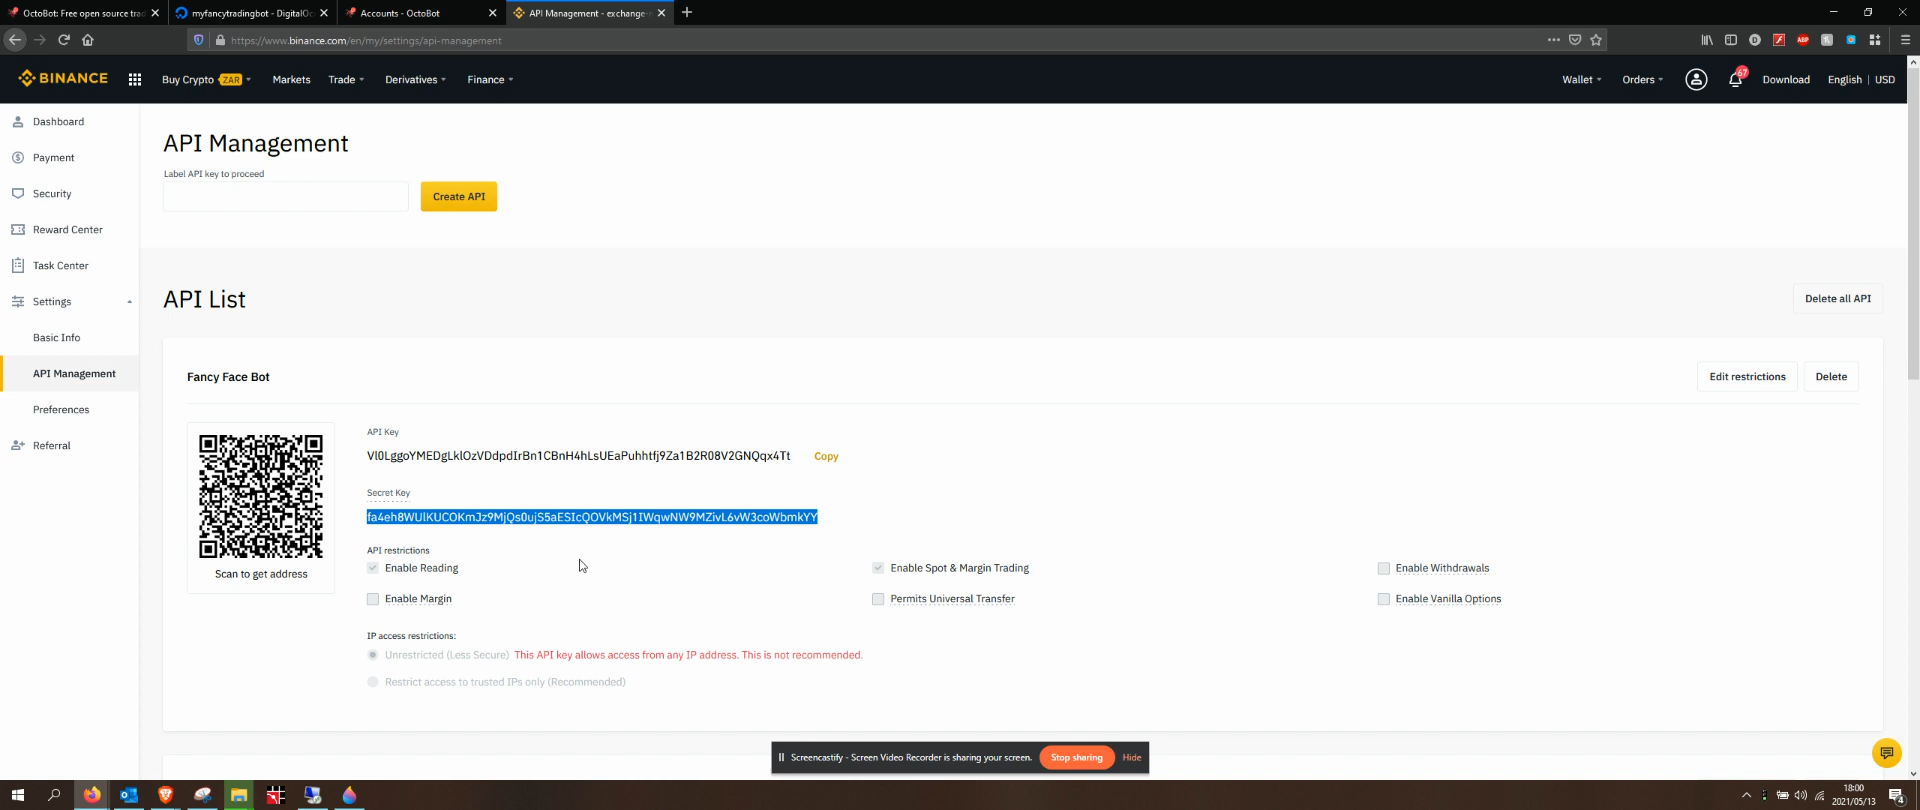 OctoBot: Free open source trad
myfancytradingbot - DigitalOc
Accounts - OctoBot
API Management - exchange-
https://www.binance.com/en/my/settings/api-management
BINANCE
Buy Crypto ZAR
Markets
Trade
Derivatives
Finance
Wallet
Orders
67
Download
English | USD
Dashboard
Payment
Security
Reward Center
Task Center
Settings
Basic Info
API Management
Preferences
Referral
API Management
Label API key to proceed
Create API
API List
Delete all API
Fancy Face Bot
Edit restrictions
Delete
Scan to get address
API Key
Copy
Secret Key
API restrictions
Enable Reading
Enable Spot & Margin Trading
Enable Withdrawals
Enable Margin
Permits Universal Transfer
Enable Vanilla Options
IP access restrictions:
Unrestricted (Less Secure) This API key allows access from any IP address. This is not recommended.
Restrict access to trusted IPs only (Recommended)
Screencastify - Screen Video Recorder is sharing your screen.
Stop sharing
Hide
18:00
2021/05/13
4